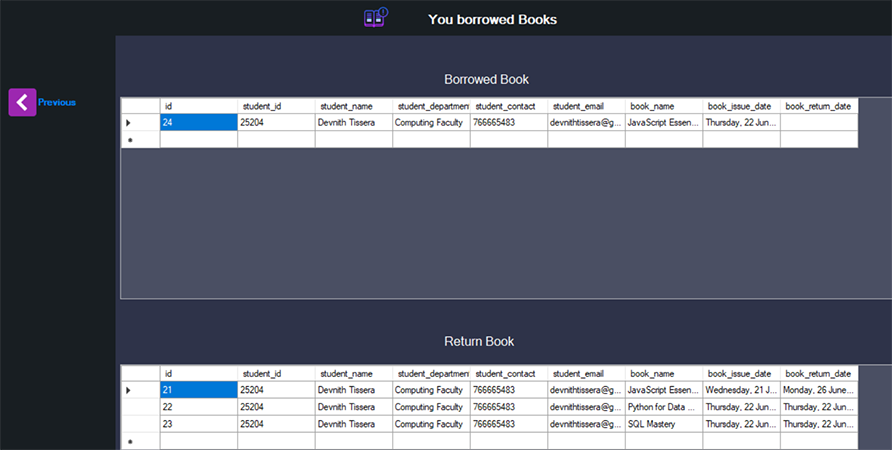 You borrowed Books
Previous
Borrowed Book
id student_id student_name student_department student_contact student_email book_name book_issue_date book_return_date
24 25204 Devnith Tissera Computing Faculty 766665483 devnithtissera@g... JavaScript Essen... Thursday, 22 Jun...
Return Book
id student_id student_name student_department student_contact student_email book_name book_issue_date book_return_date
21 25204 Devnith Tissera Computing Faculty 766665483 devnithtissera@g... JavaScript Essen... Wednesday, 21 J... Monday, 26 June...
22 25204 Devnith Tissera Computing Faculty 766665483 devnithtissera@g... Python for Data ... Thursday, 22 Jun... Thursday, 22 Jun...
23 25204 Devnith Tissera Computing Faculty 766665483 devnithtissera@g... SQL Mastery Thursday, 22 Jun... Thursday, 22 Jun...